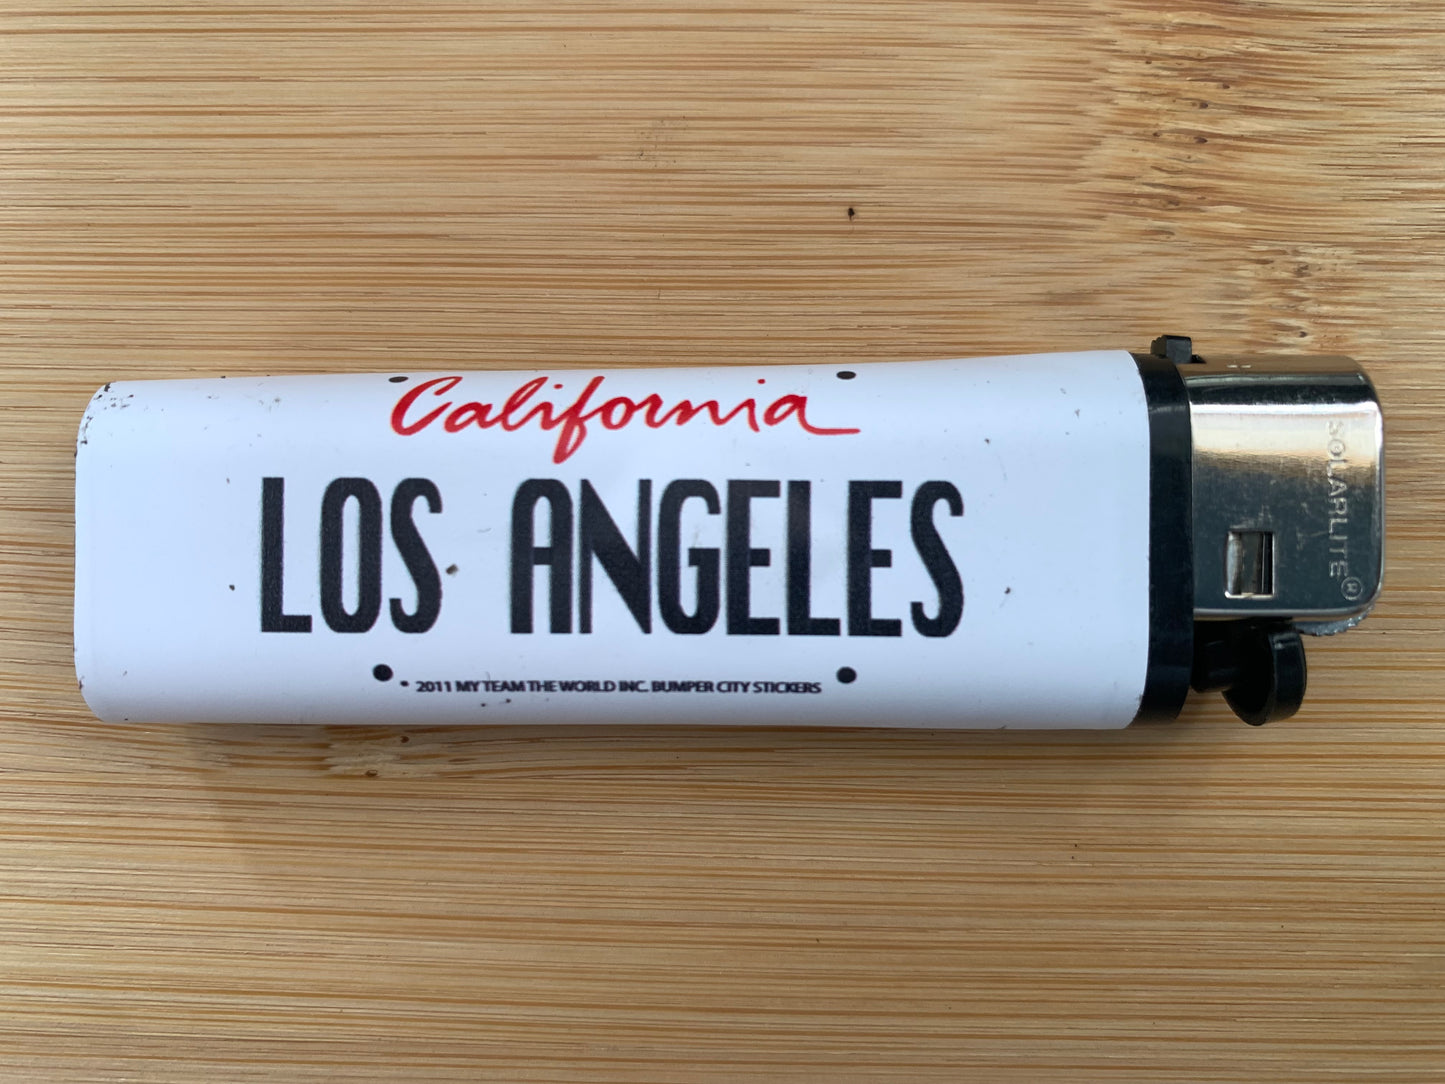 California
LOS ANGELES
• 2011 MY TEAM THE WORLD INC. BUMPER CITY STICKERS
SOLARLITE®